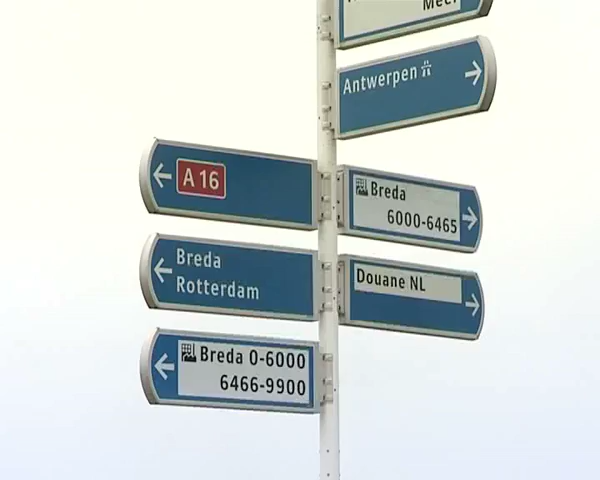 Meer
Antwerpen
A 16
Breda
6000-6465
Breda
Rotterdam
Douane NL
Breda 0-6000
6466-9900